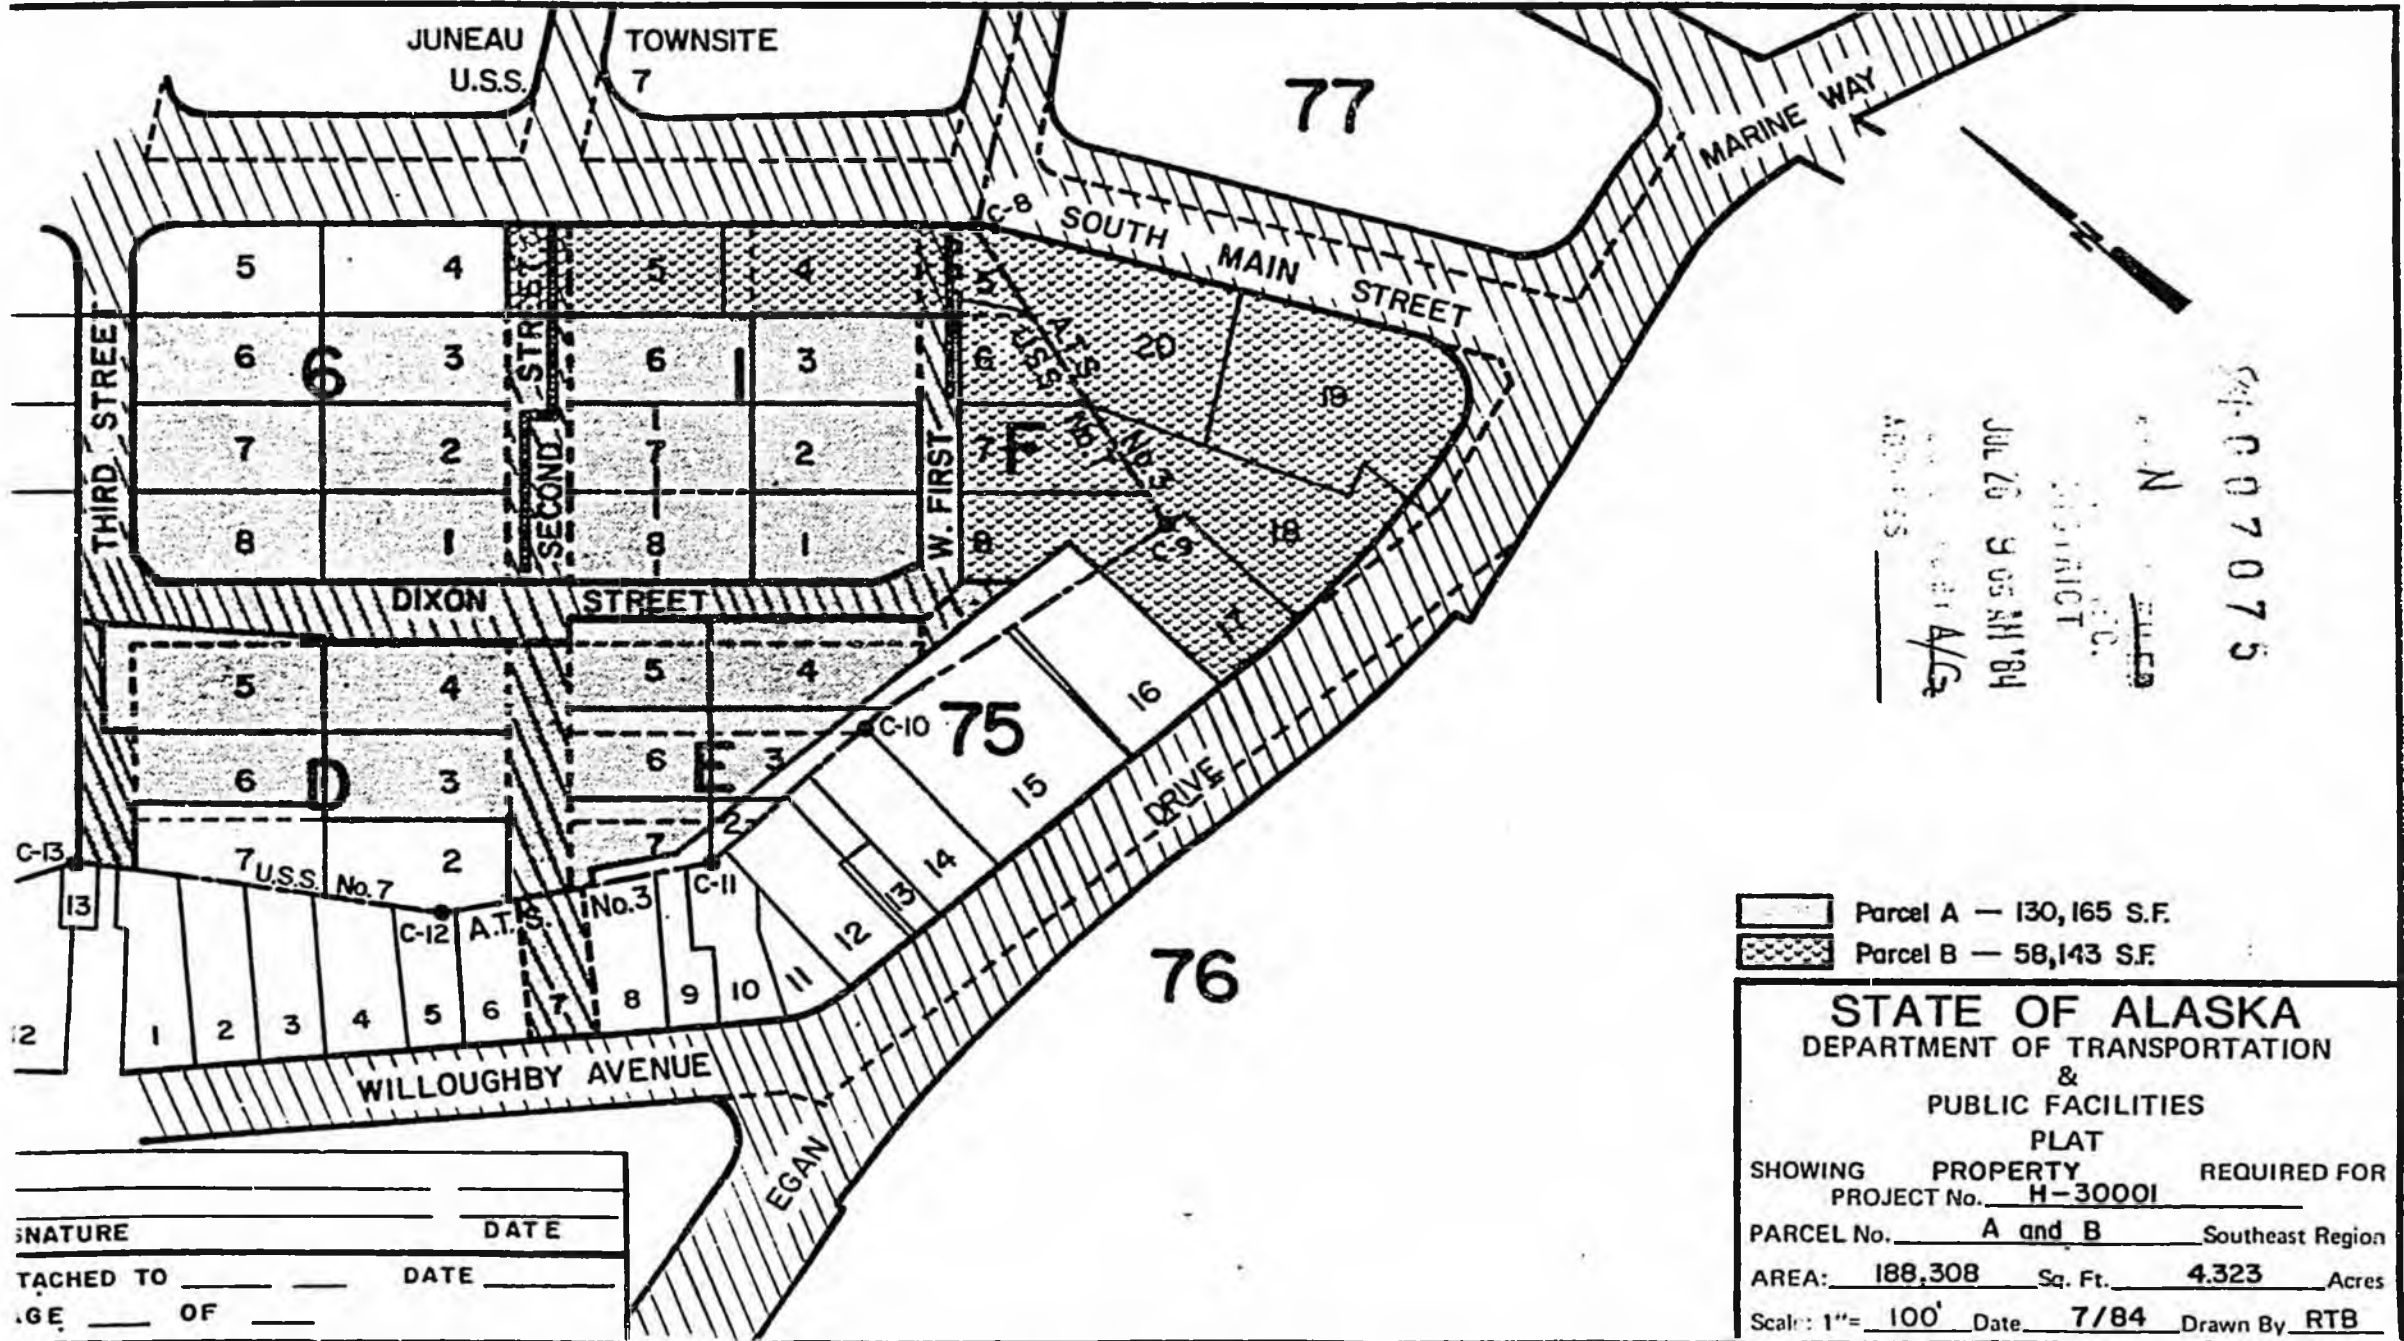 JUNEAU TOWNSITE
U.S.S. 7
77
MARINE WAY
C-8
SOUTH MAIN STREET
N
5 4 5 4 5
6 3 6 3 6
7 2 7 2 7
8 1 8 1 8
6 1 F
20 19
18
17
THIRD STREET
SECOND STREET
W. FIRST
A.T.S. No. 3
U.S.S. No. 7
C-9
DIXON STREET
5 4 5 4
6 3 6 3
7 2 7 2
D E
C-10
75
16
15
14
13
12
DRIVE
C-13
U.S.S. No. 7
C-12
A.T.S. No. 3
C-11
13
1 2 3 4 5 6 7 8 9 10 11
WILLOUGHBY AVENUE
EGAN
76
JUL 26 9 05 AM '84
Parcel A — 130,165 S.F.
Parcel B — 58,143 S.F.
STATE OF ALASKA
DEPARTMENT OF TRANSPORTATION
&
PUBLIC FACILITIES
PLAT
SHOWING PROPERTY REQUIRED FOR
PROJECT No. H-30001
PARCEL No. A and B Southeast Region
AREA: 188,308 Sq. Ft. 4.323 Acres
Scale: 1"= 100' Date 7/84 Drawn By RTB
DATE
DATE
OF